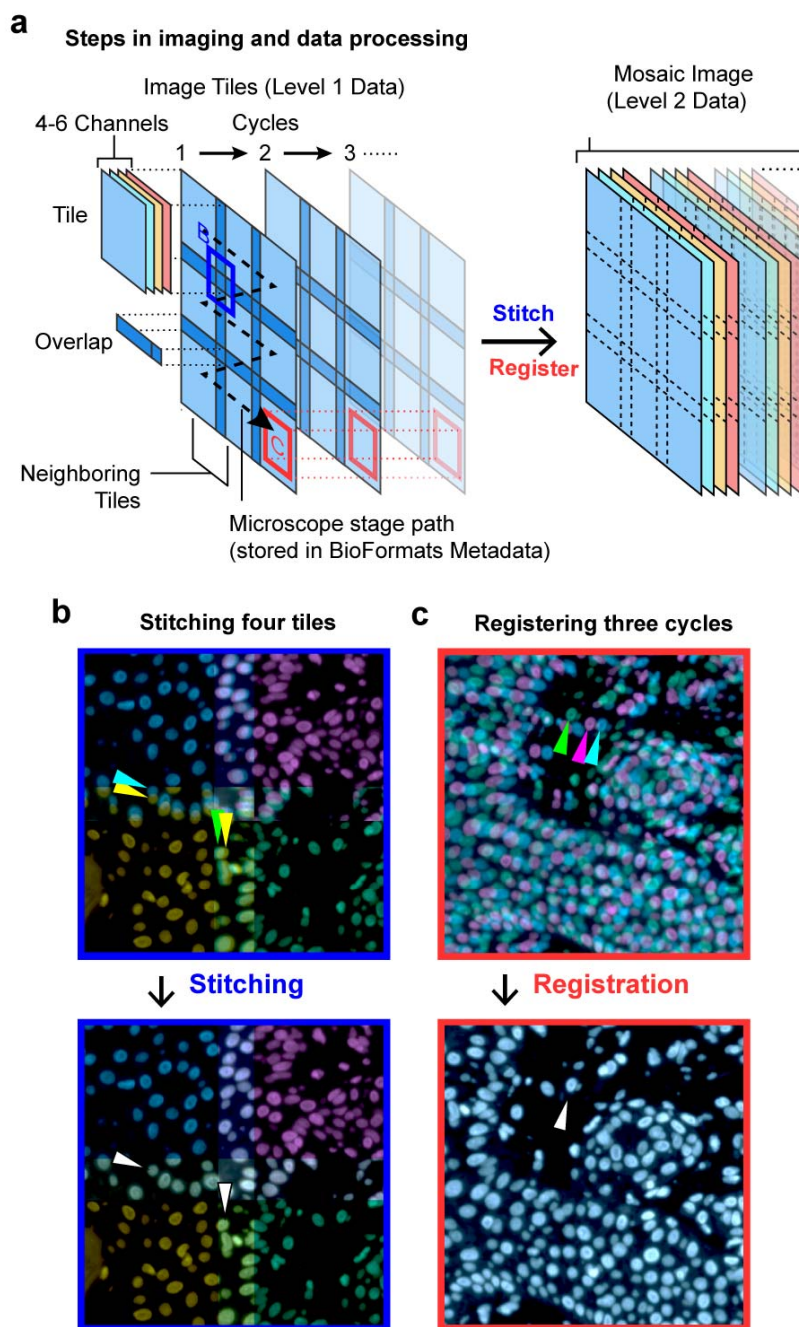 a
Steps in imaging and data processing
Image Tiles (Level 1 Data)
Mosaic Image
(Level 2 Data)
4-6 Channels
Cycles
1 2 3 ......
Tile
B
Overlap
C
Stitch
Register
Neighboring
Tiles
Microscope stage path
(stored in BioFormats Metadata)
b
Stitching four tiles
c
Registering three cycles
Stitching
Registration